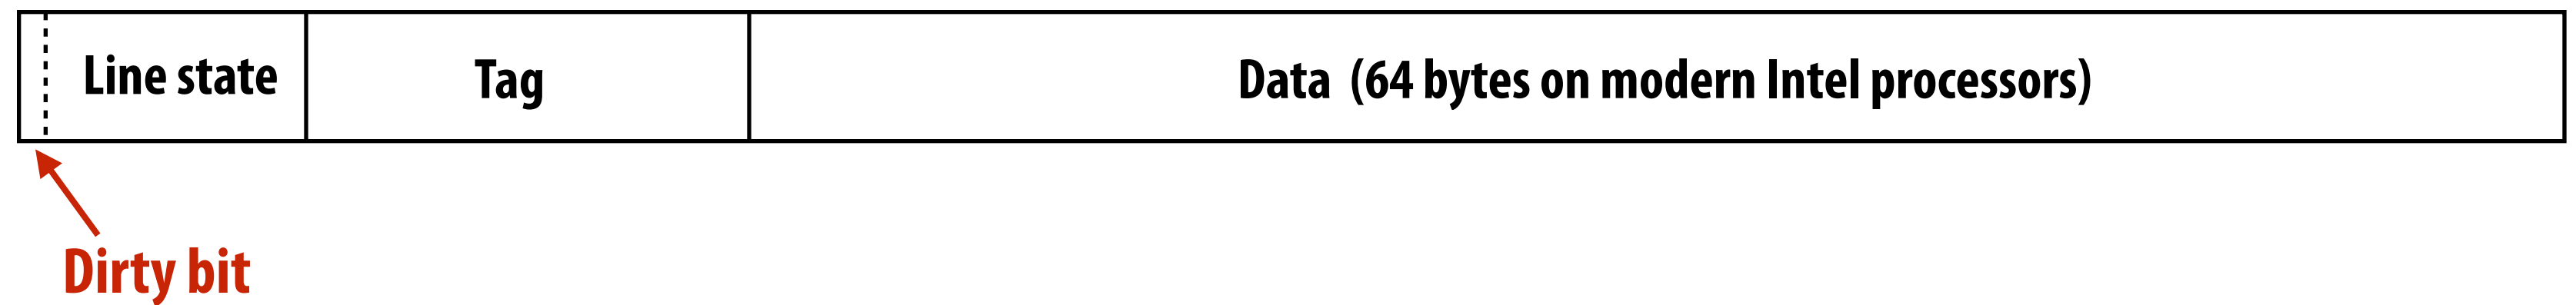 Line state
Tag
Data (64 bytes on modern Intel processors)
Dirty bit